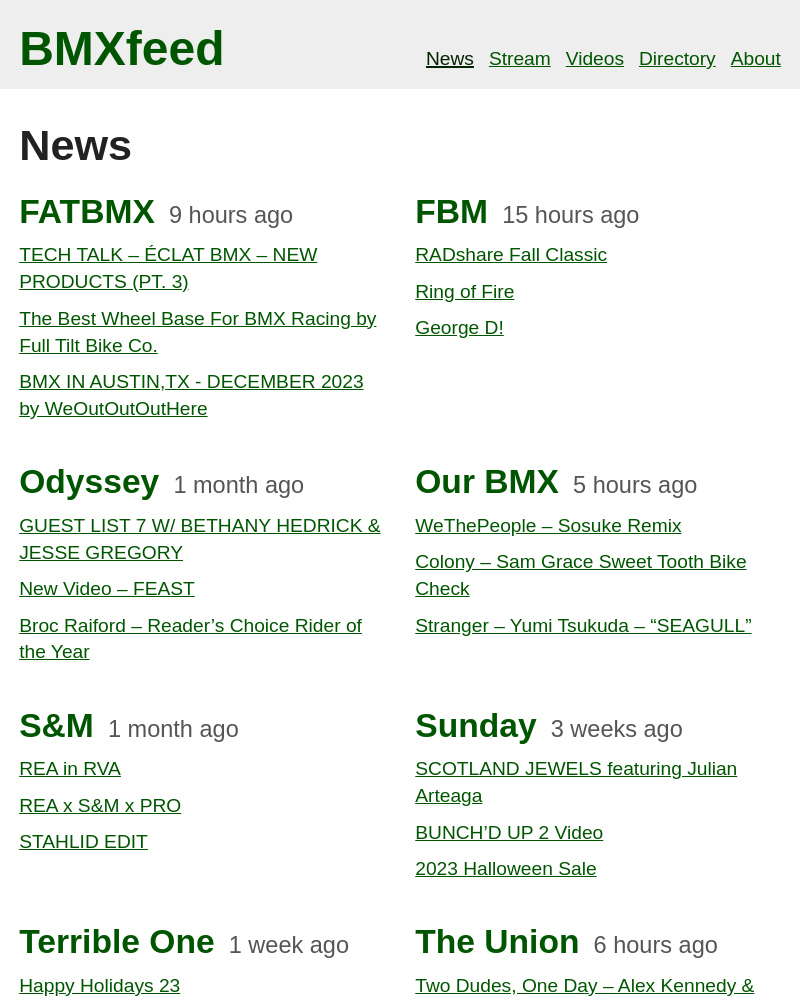 BMXfeed
News Stream Videos Directory About
News
FATBMX 9 hours ago
TECH TALK – ÉCLAT BMX – NEW
PRODUCTS (PT. 3)
The Best Wheel Base For BMX Racing by
Full Tilt Bike Co.
BMX IN AUSTIN,TX - DECEMBER 2023
by WeOutOutOutHere
FBM 15 hours ago
RADshare Fall Classic
Ring of Fire
George D!
Odyssey 1 month ago
GUEST LIST 7 W/ BETHANY HEDRICK &
JESSE GREGORY
New Video – FEAST
Broc Raiford – Reader’s Choice Rider of
the Year
Our BMX 5 hours ago
WeThePeople – Sosuke Remix
Colony – Sam Grace Sweet Tooth Bike
Check
Stranger – Yumi Tsukuda – “SEAGULL”
S&M 1 month ago
REA in RVA
REA x S&M x PRO
STAHLID EDIT
Sunday 3 weeks ago
SCOTLAND JEWELS featuring Julian
Arteaga
BUNCH’D UP 2 Video
2023 Halloween Sale
Terrible One 1 week ago
Happy Holidays 23
The Union 6 hours ago
Two Dudes, One Day – Alex Kennedy &